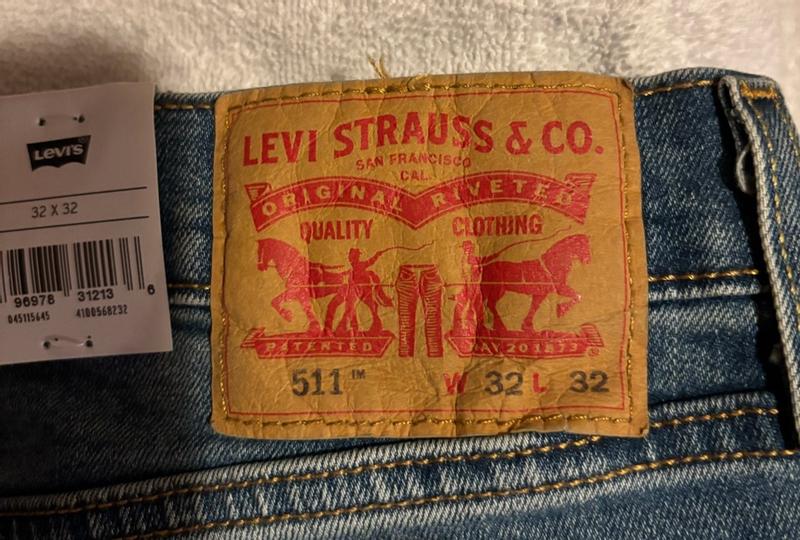 LEVI'S
32 X 32
96978 31213 6
045115645 4100568232
LEVI STRAUSS & CO.
SAN FRANCISCO
CAL.
ORIGINAL RIVETED
QUALITY CLOTHING
PATENTED MAY 20 1873
511™ W 32 L 32